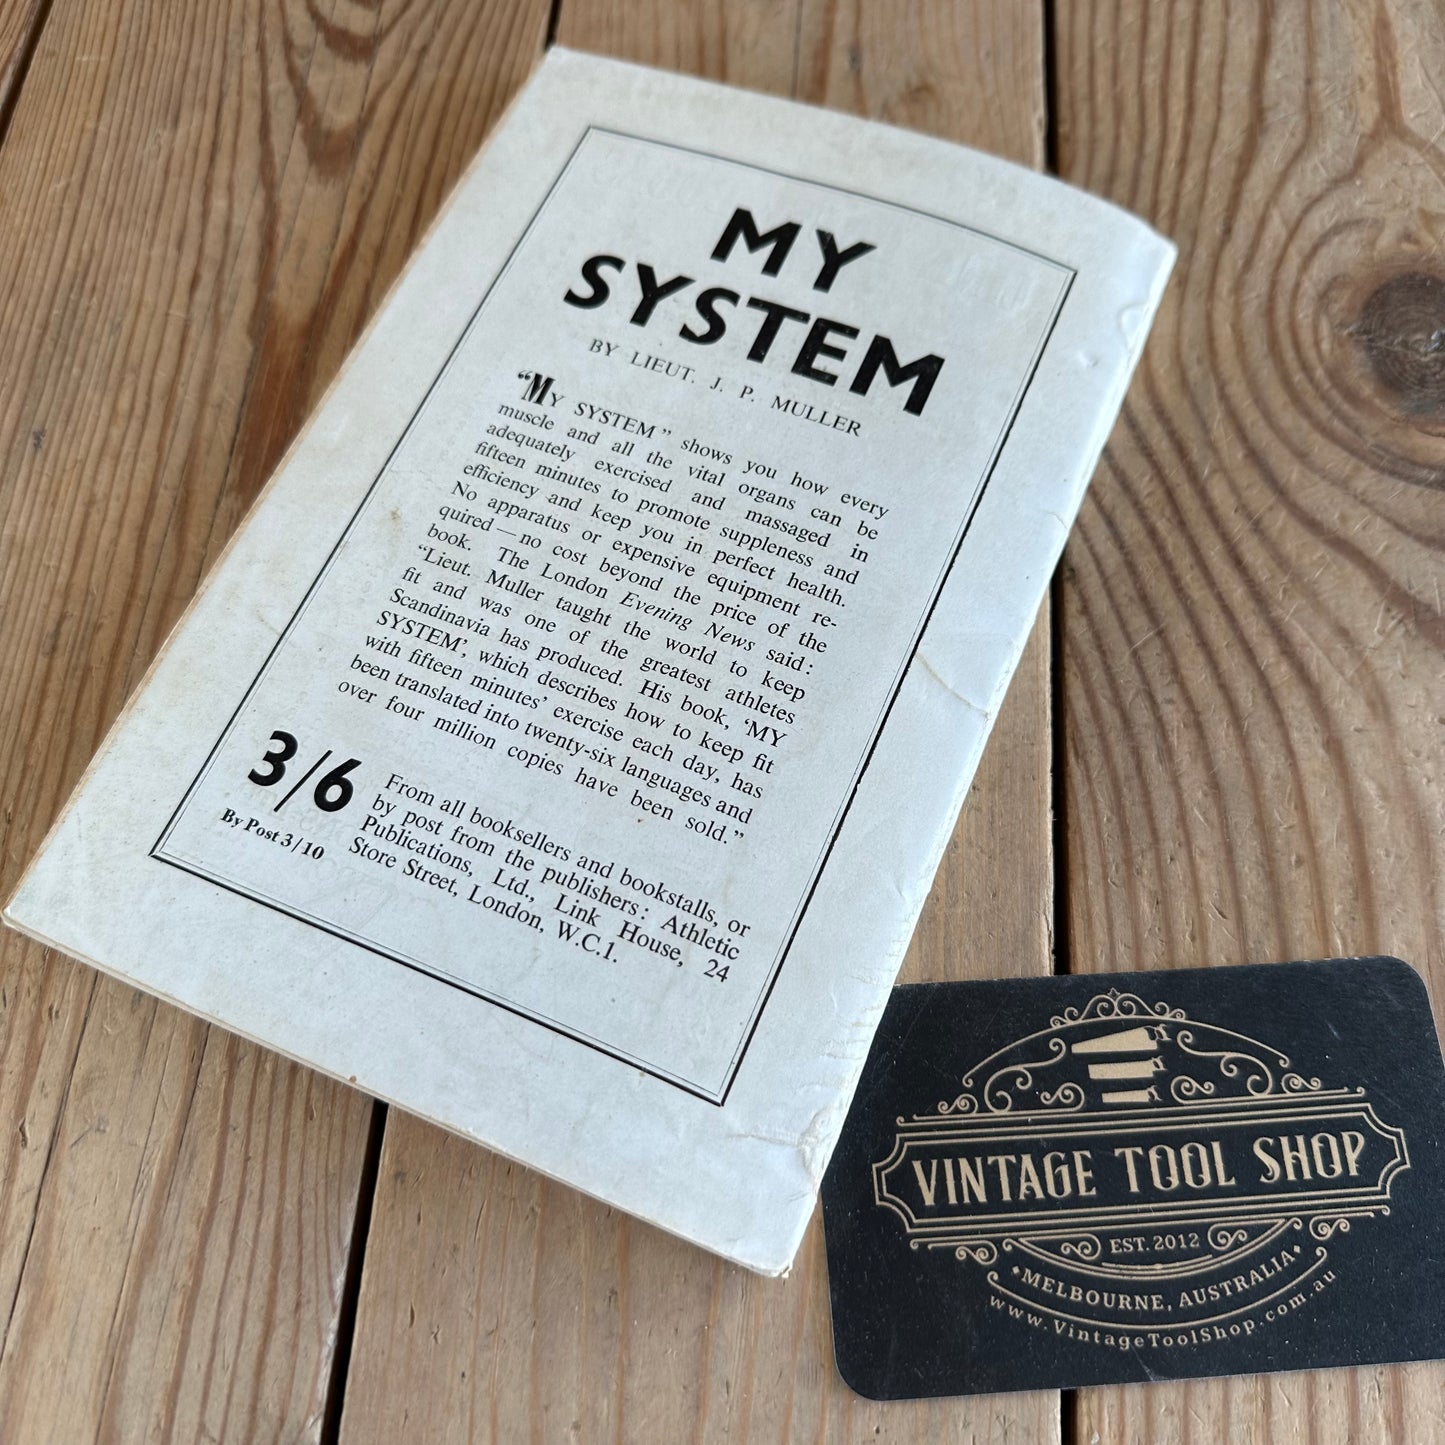 MY
SYSTEM
BY LIEUT. J. P. MULLER
“MY SYSTEM” shows you how every
muscle and all the vital organs can be
adequately exercised and massaged in
fifteen minutes to promote suppleness and
efficiency and keep you in perfect health.
No apparatus or expensive equipment re-
quired—no cost beyond the price of the
book. The London Evening News said:
“Lieut. Muller taught the world to keep
fit and was one of the greatest athletes
Scandinavia has produced. His book, ‘MY
SYSTEM’, which describes how to keep fit
with fifteen minutes’ exercise each day, has
been translated into twenty-six languages and
over four million copies have been sold.”
3/6
By Post 3/10
From all booksellers and bookstalls, or
by post from the publishers: Athletic
Publications, Ltd., Link House, 24
Store Street, London, W.C.1.
VINTAGE TOOL SHOP
EST. 2012
MELBOURNE, AUSTRALIA
www.VintageToolShop.com.au